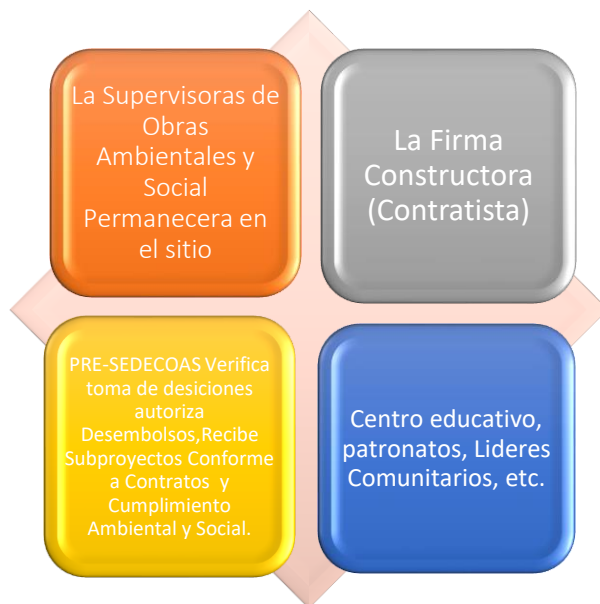 La Supervisoras de
Obras
Ambientales y
Social
Permanecera en
el sitio
La Firma
Constructora
(Contratista)
PRE-SEDECOAS Verifica
toma de desiciones
autoriza
Desembolsos,Recibe
Subproyectos Conforme
a Contratos y
Cumplimiento
Ambiental y Social.
Centro educativo,
patronatos, Lideres
Comunitarios, etc.